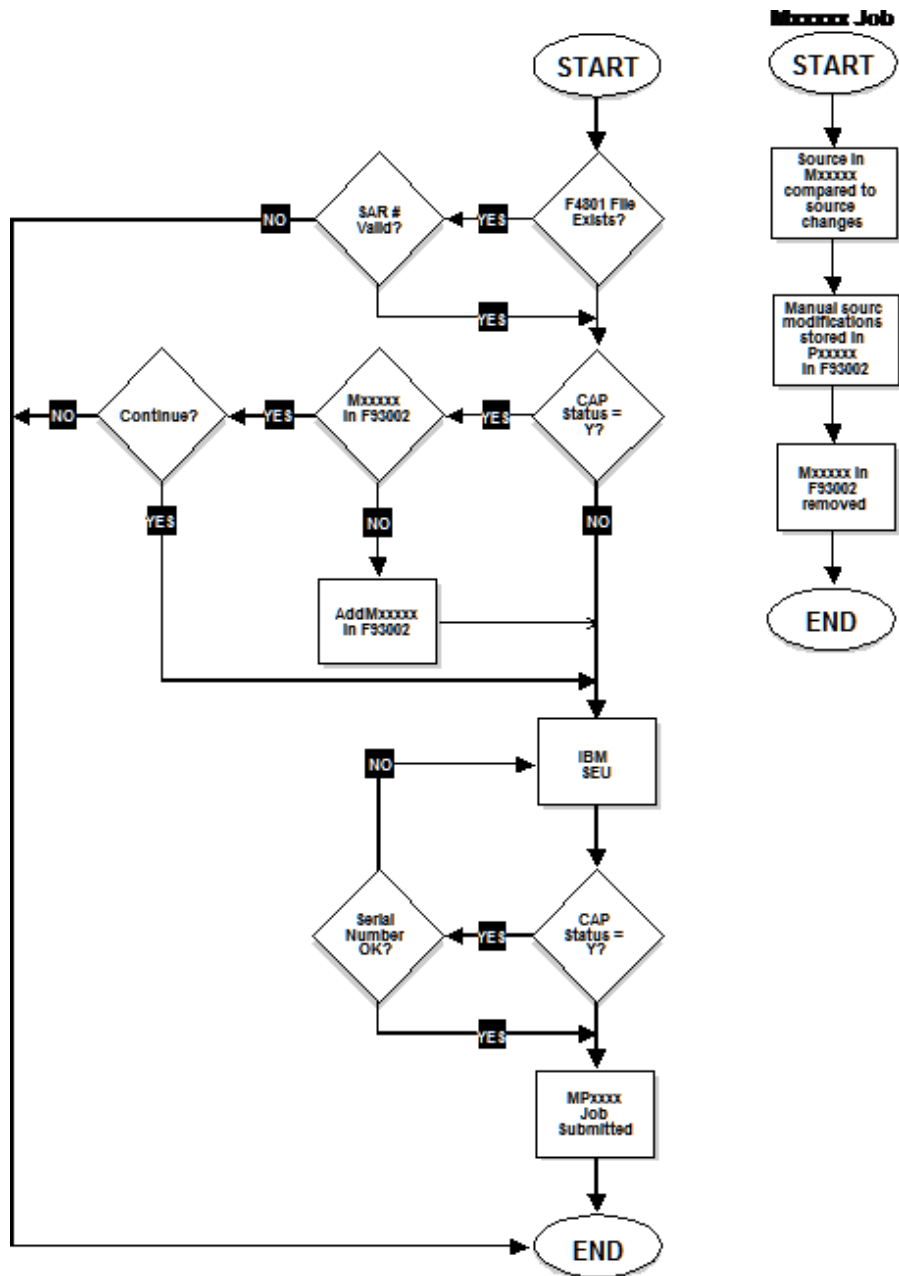 Mxxxxx Job
START
START
F4801 File
Exists?
YES
SAR #
Valid?
NO
YES
Source in
Mxxxxx
compared to
source
changes
Manual sourc
modifications
stored in
Pxxxxx
in F93002
CAP
Status =
Y?
YES
Mxxxxx
in F93002
YES
Continue?
NO
YES
NO
NO
Mxxxxx in
F93002
removed
AddMxxxxx
in F93002
END
IBM
SEU
NO
CAP
Status =
Y?
YES
Serial
Number
OK?
YES
MPxxxx
Job
Submitted
END